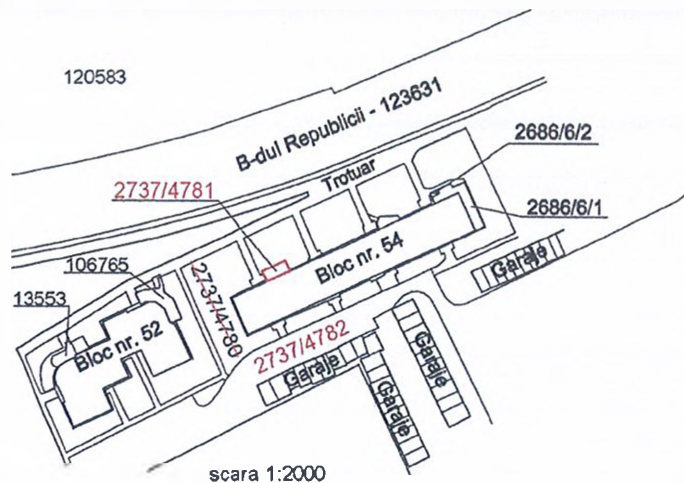 120583
B-dul Republicii - 123631
2686/6/2
Trotuar
2737/4781
2686/6/1
Bloc nr. 54
Garaje
106765
2737/4780
13553
Bloc nr. 52
2737/4782
Garaje
Garaje
Garaje
scara 1:2000